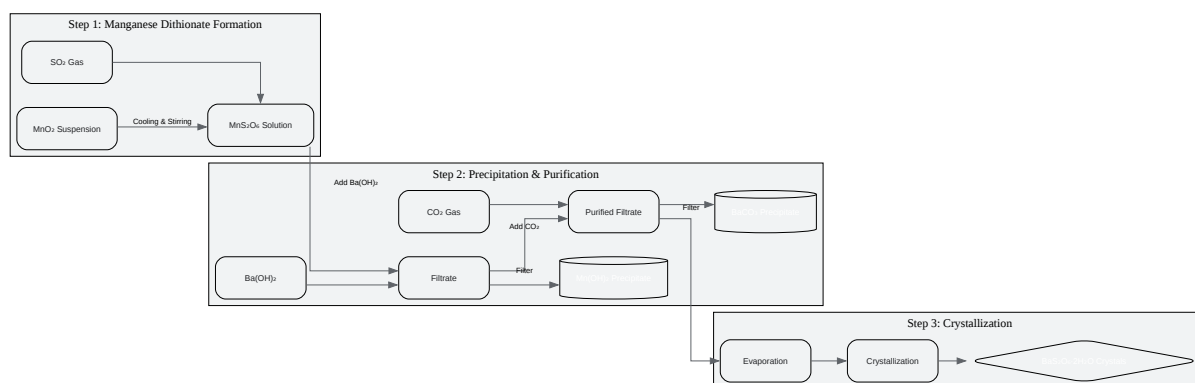 Step 1: Manganese Dithionate Formation
SO₂ Gas
MnO₂ Suspension
Cooling & Stirring
MnS₂O₆ Solution
Step 2: Precipitation & Purification
Add Ba(OH)₂
CO₂ Gas
Purified Filtrate
Filter
Add CO₂
Ba(OH)₂
Filtrate
Filter
Step 3: Crystallization
Evaporation
Crystallization